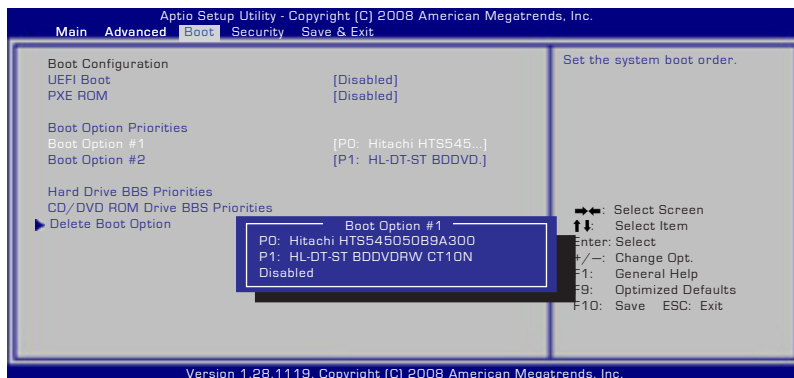 Aptio Setup Utility - Copyright (C) 2008 American Megatrends, Inc.
Main Advanced Boot Security Save & Exit
Boot Configuration
UEFI Boot [Disabled]
PXE ROM [Disabled]
Boot Option Priorities
Boot Option #1 [P0: Hitachi HTS545...]
Boot Option #2 [P1: HL-DT-ST BDDVD.]
Hard Drive BBS Priorities
CD/DVD ROM Drive BBS Priorities
Delete Boot Option
Boot Option #1
P0: Hitachi HTS545050B9A300
P1: HL-DT-ST BDDVDRW CT10N
Disabled
Set the system boot order.
→←: Select Screen
↑↓: Select Item
Enter: Select
+/—: Change Opt.
F1: General Help
F9: Optimized Defaults
F10: Save ESC: Exit
Version 1.28.1119. Copyright (C) 2008 American Megatrends, Inc.